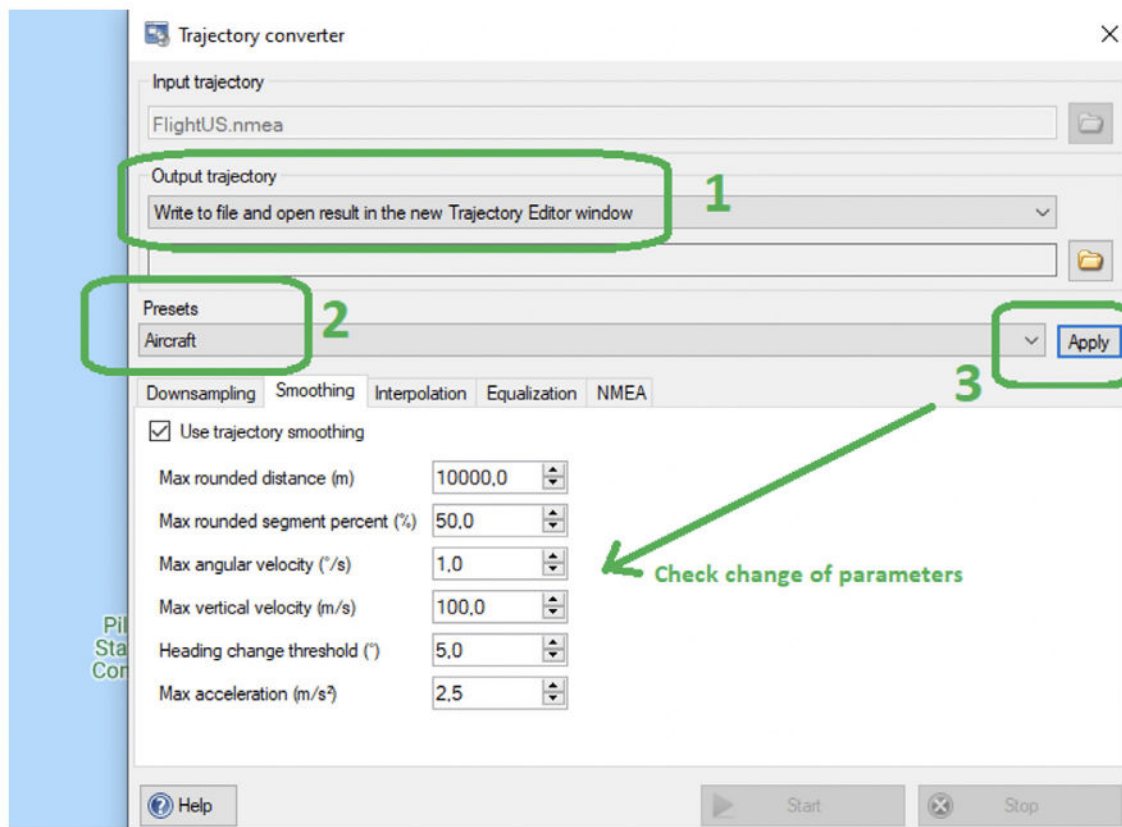 Trajectory converter
Input trajectory
FlightUS.nmea
Output trajectory
Write to file and open result in the new Trajectory Editor window
1
Presets
2
Aircraft
Apply
3
Downsampling Smoothing Interpolation Equalization NMEA
Use trajectory smoothing
Max rounded distance (m) 10000,0
Max rounded segment percent (%) 50,0
Max angular velocity (°/s) 1,0
Check change of parameters
Max vertical velocity (m/s) 100,0
Heading change threshold (°) 5,0
Max acceleration (m/s²) 2,5
Pil
Sta
Con
Help Start Stop